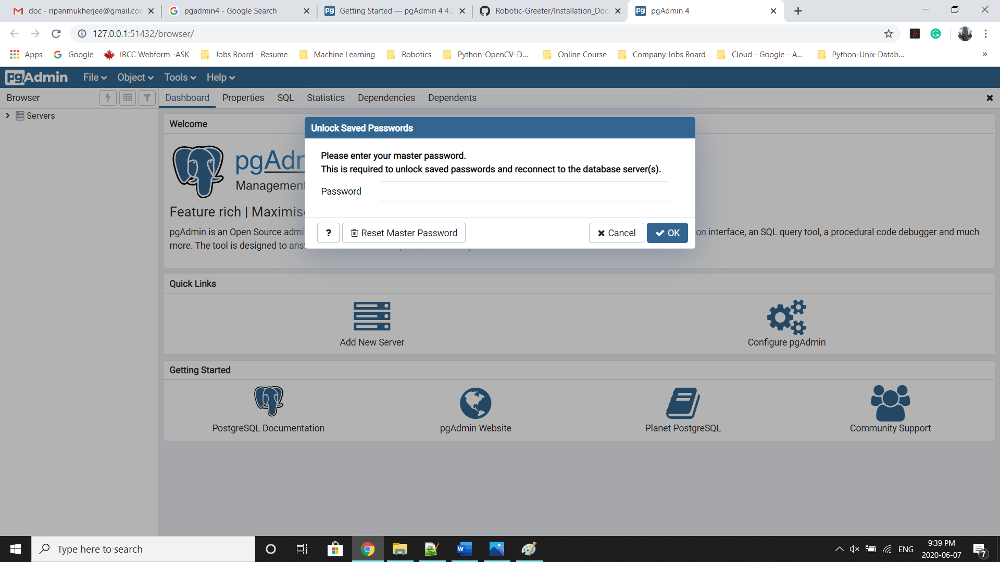 doc - ripanmukherjee@gmail.co
pgadmin4 - Google Search
Getting Started — pgAdmin 4 4.2
Robotic-Greeter/Installation_Doc
pgAdmin 4
127.0.0.1:51432/browser/
Apps
Google
IRCC Webform -ASK
Jobs Board - Resume
Machine Learning
Robotics
Python-OpenCV-D...
Online Course
Company Jobs Board
Cloud - Google - A...
Python-Unix-Datab...
»
pgAdmin
File
Object
Tools
Help
Browser
Dashboard
Properties
SQL
Statistics
Dependencies
Dependents
Servers
Welcome
Unlock Saved Passwords
Please enter your master password.
This is required to unlock saved passwords and reconnect to the database server(s).
Password
? Reset Master Password
Cancel
OK
pgAdm
Management
Feature rich | Maximis
pgAdmin is an Open Source admi
on interface, an SQL query tool, a procedural code debugger and much
more. The tool is designed to ans
Quick Links
Add New Server
Configure pgAdmin
Getting Started
PostgreSQL Documentation
pgAdmin Website
Planet PostgreSQL
Community Support
Type here to search
ENG
9:39 PM
2020-06-07
7